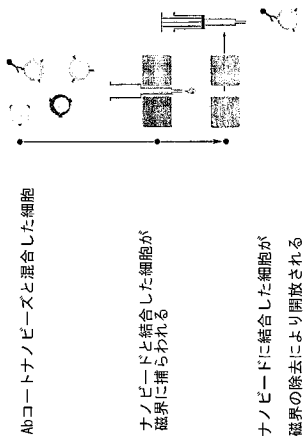 Abコートナノビーズと混合した細胞
ナノビードと結合した細胞が
磁界に捕らわれる
ナノビードに結合した細胞が
磁界の除去により開放される